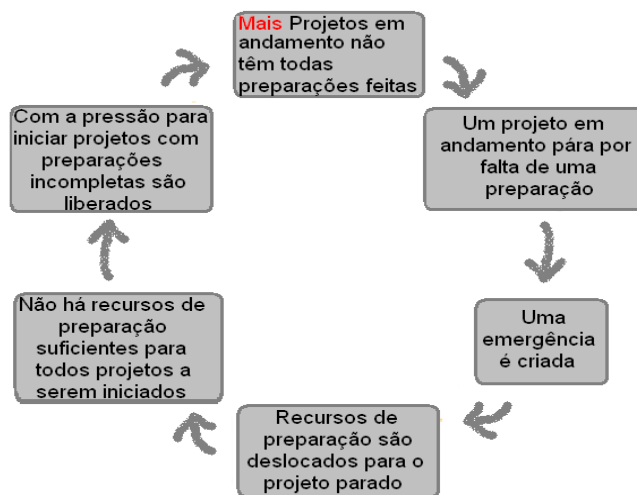 Mais Projetos em
andamento não
têm todas
preparações feitas
Um projeto em
andamento pára por
falta de uma
preparação
Uma
emergência
é criada
Recursos de
preparação são
deslocados para o
projeto parado
Não há recursos de
preparação
suficientes para
todos projetos a
serem iniciados
Com a pressão para
iniciar projetos com
preparações
incompletas são
liberados